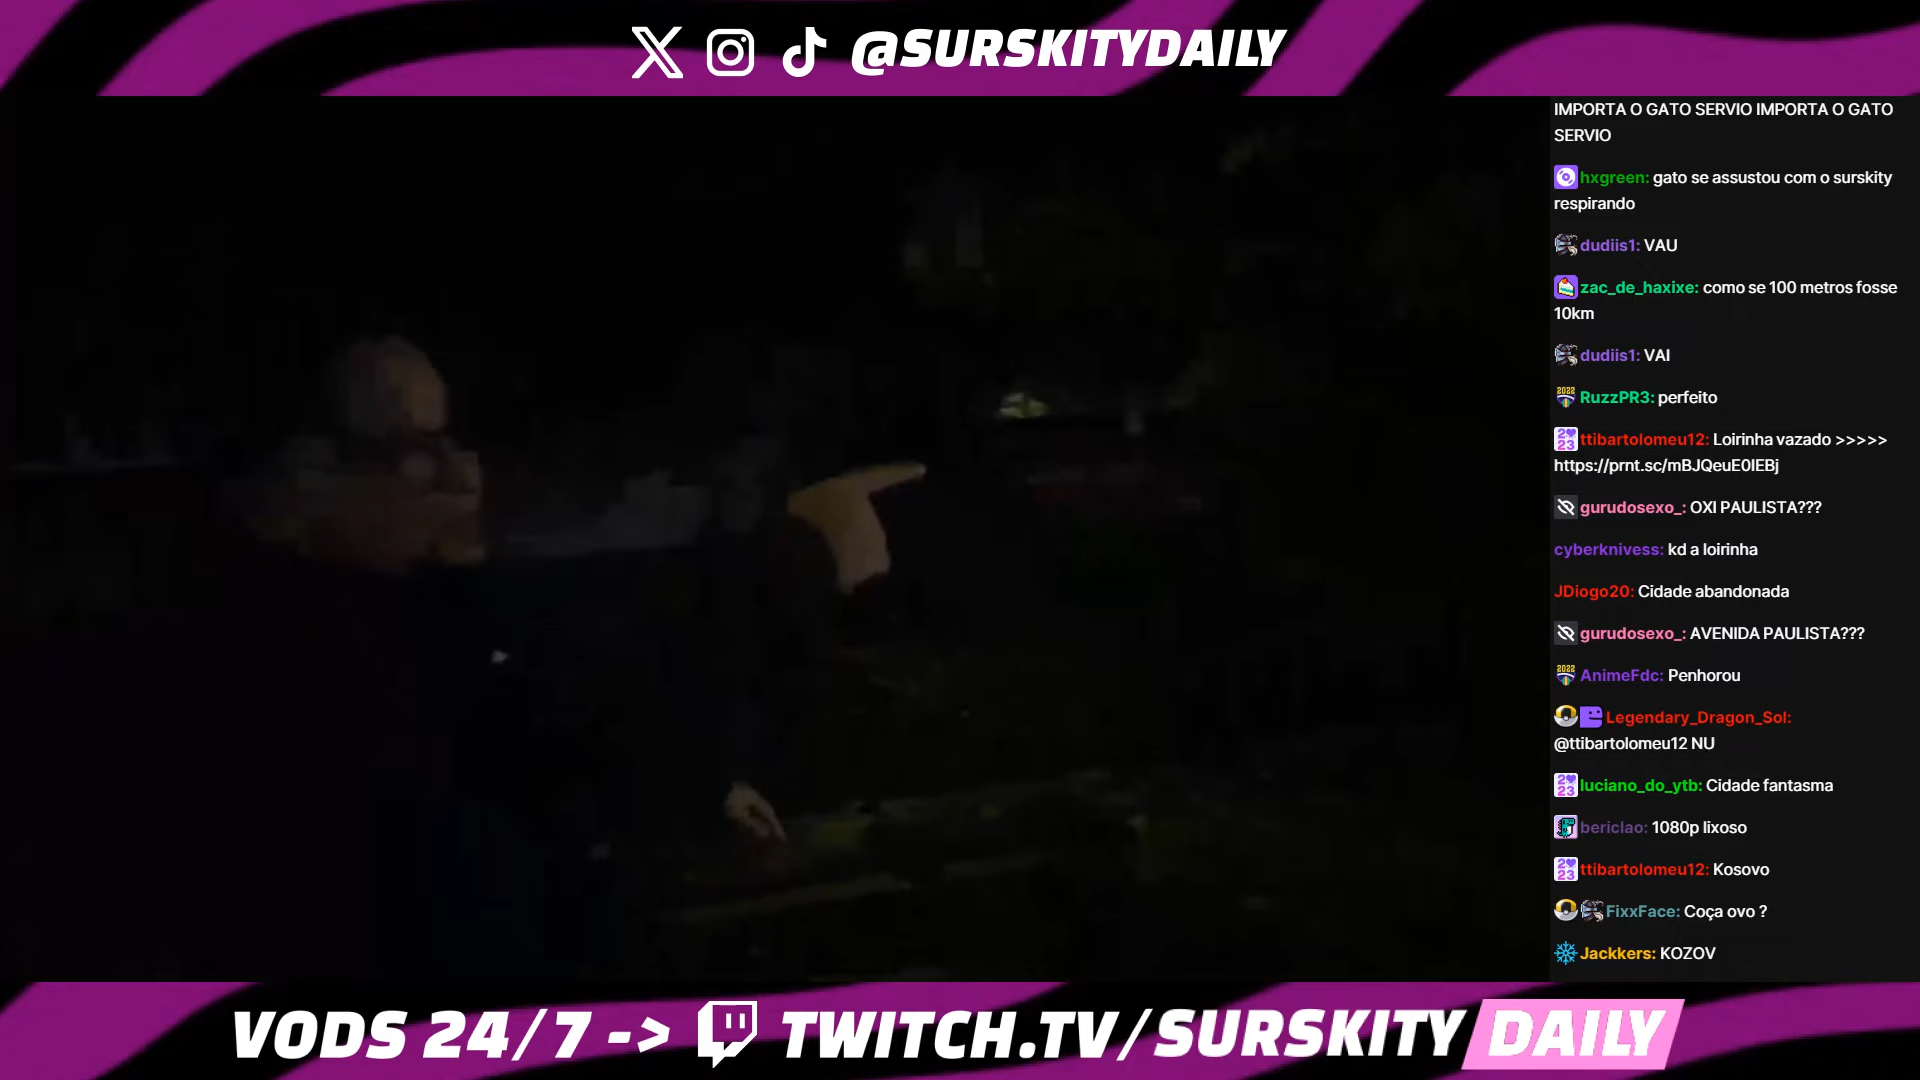 @SURSKITYDAILY
IMPORTA O GATO SERVIO IMPORTA O GATO
SERVIO
hxgreen: gato se assustou com o surskity
respirando
dudiis1: VAU
zac_de_haxixe: como se 100 metros fosse
10km
dudiis1: VAI
RuzzPR3: perfeito
ttibartolomeu12: Loirinha vazado >>>>>
https://prnt.sc/mBJQeuE0IEBj
gurudosexo_: OXI PAULISTA???
cyberknivess: kd a loirinha
JDiogo20: Cidade abandonada
gurudosexo_: AVENIDA PAULISTA???
AnimeFdc: Penhorou
Legendary_Dragon_Sol:
@ttibartolomeu12 NU
luciano_do_ytb: Cidade fantasma
bericlao: 1080p lixoso
ttibartolomeu12: Kosovo
FixxFace: Coça ovo ?
Jackkers: KOZOV
VODS 24/7 -> TWITCH.TV/SURSKITY DAILY